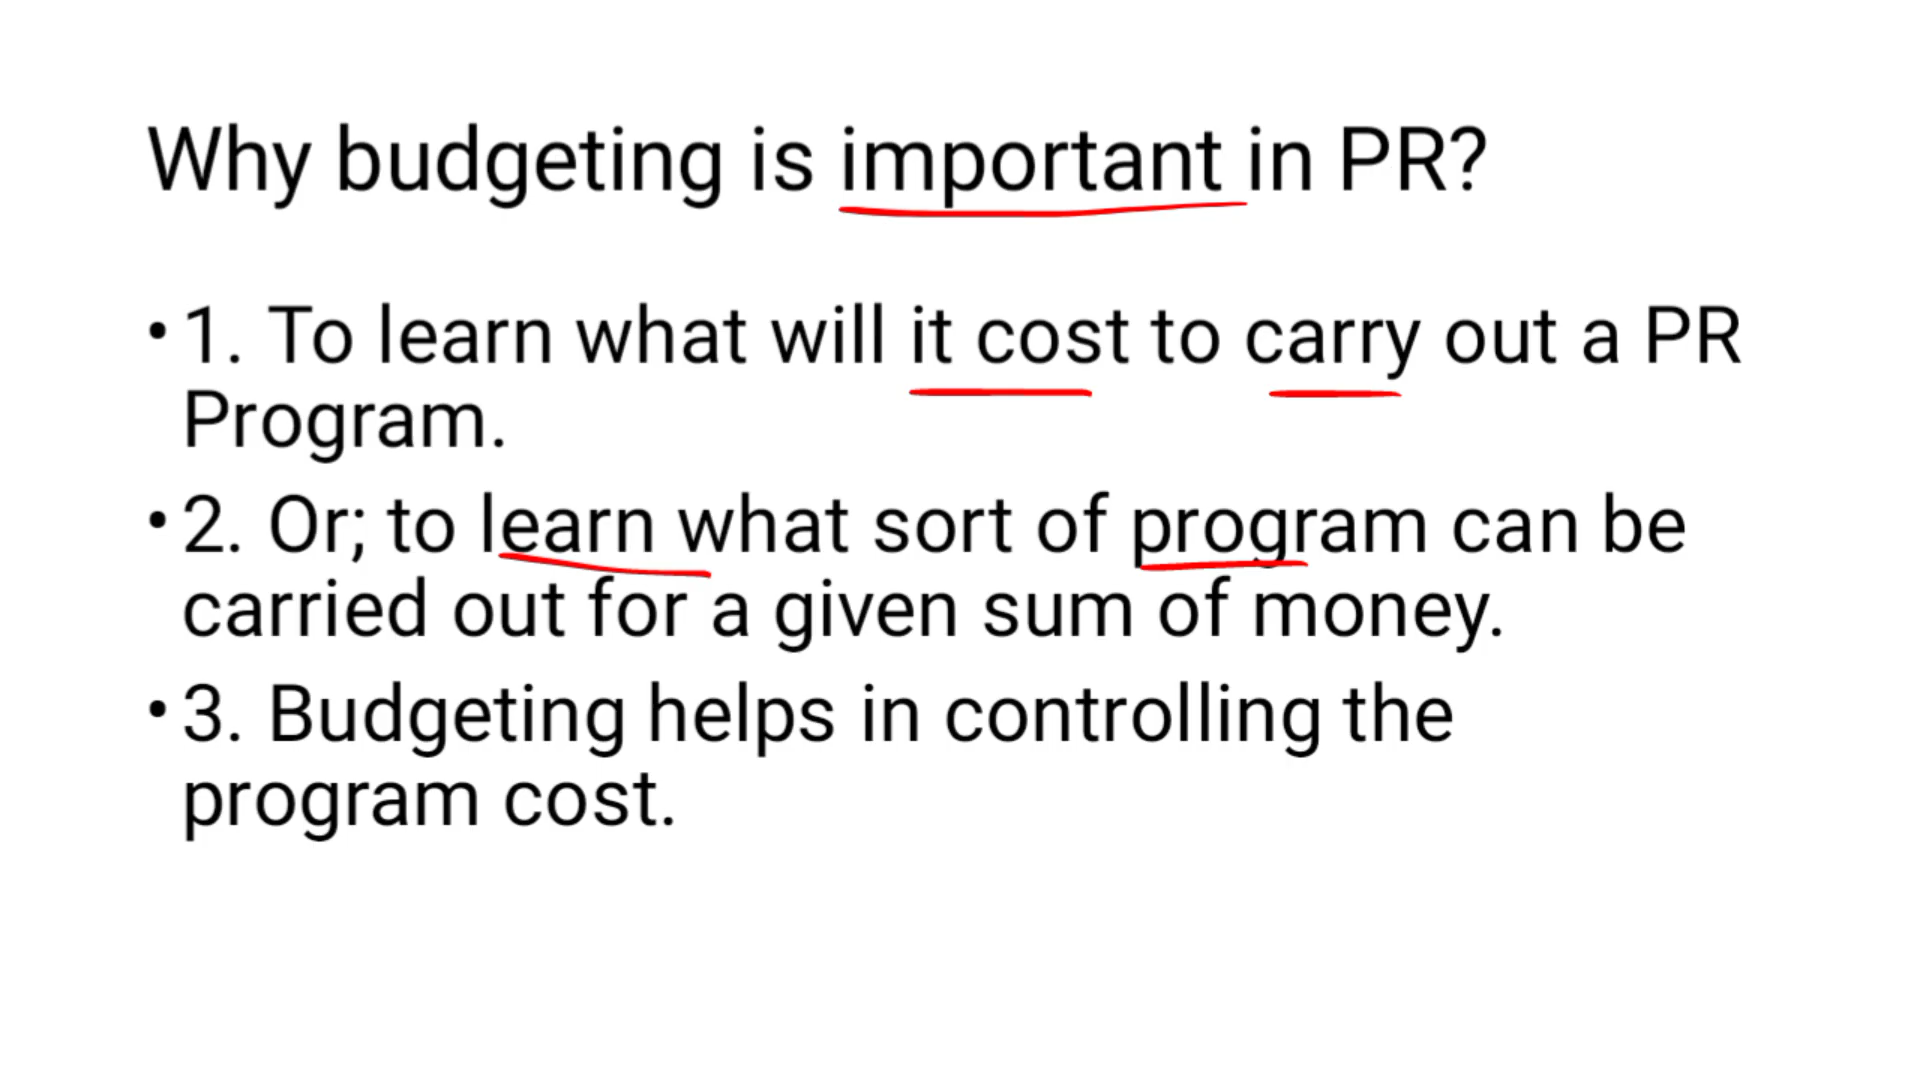 Why budgeting is important in PR?
• 1. To learn what will it cost to carry out a PR
Program.
• 2. Or; to learn what sort of program can be
carried out for a given sum of money.
• 3. Budgeting helps in controlling the
program cost.